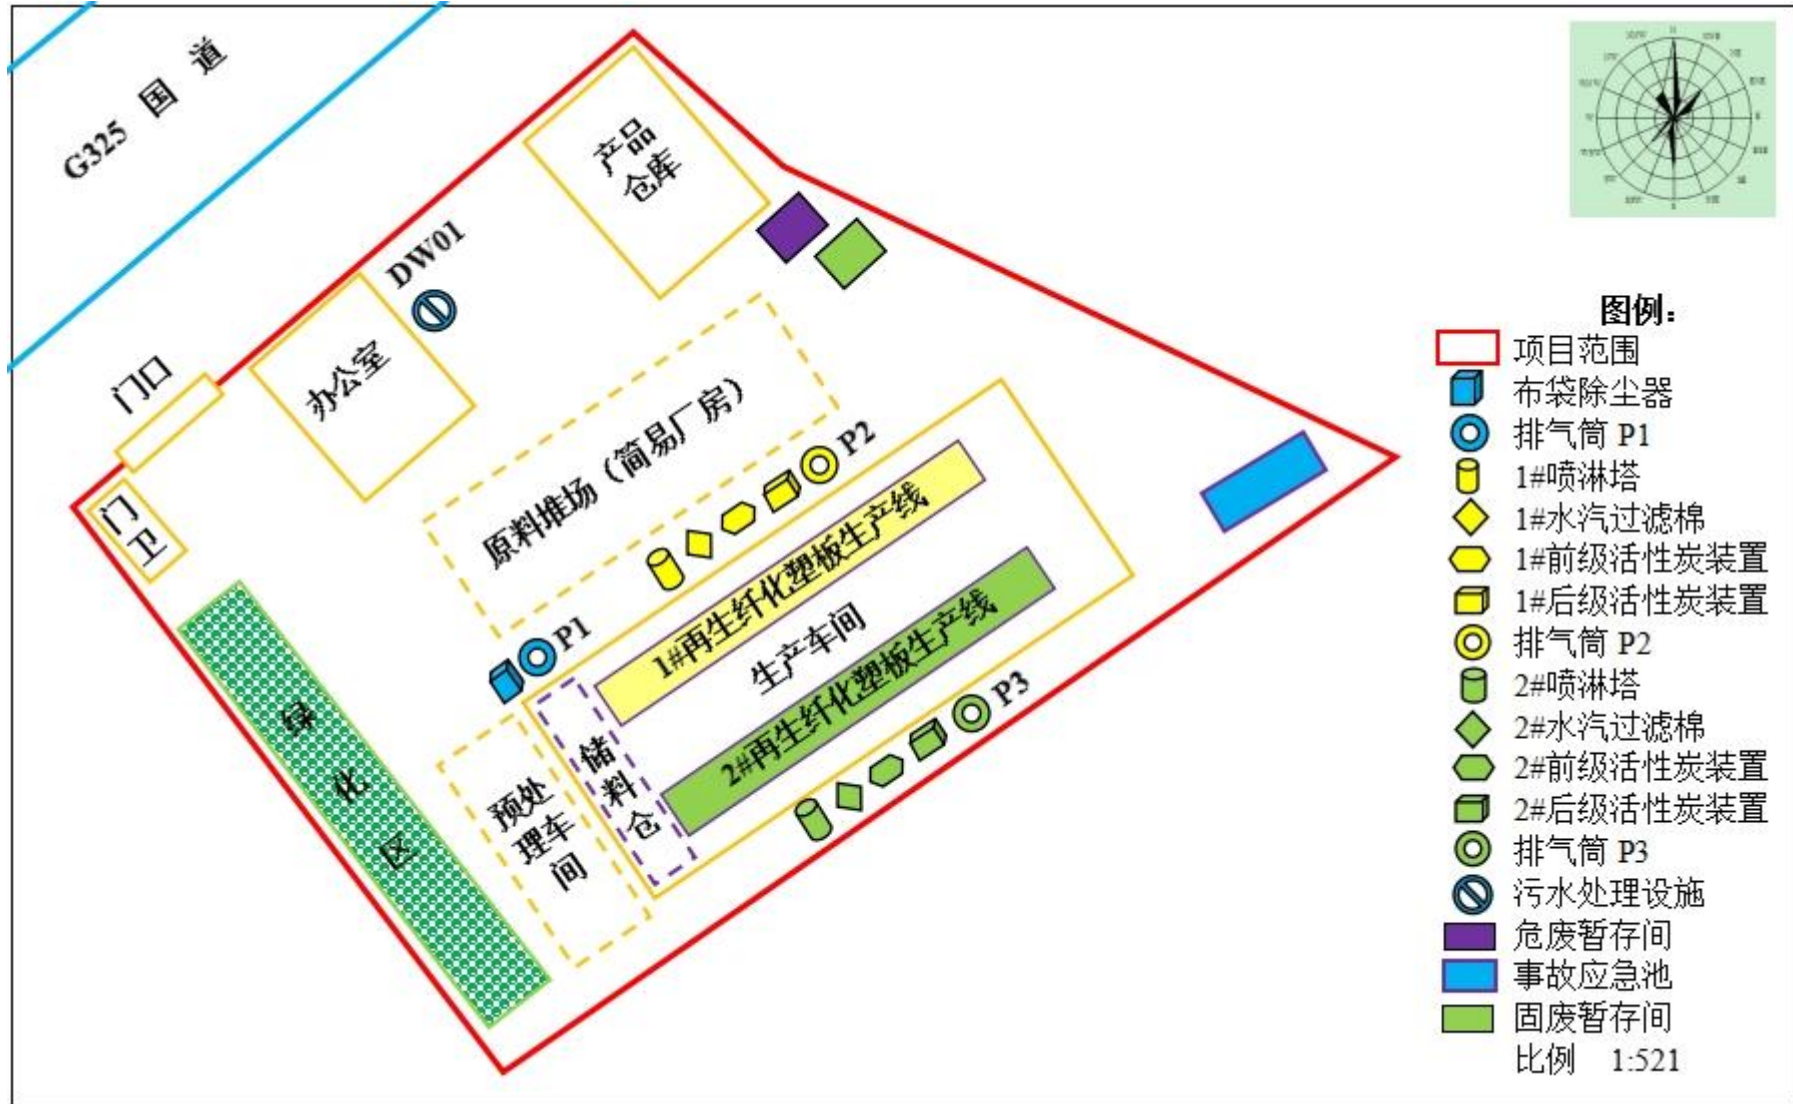 G325 国 道
产品
仓库
DW01
门口
办公室
门
卫
原料堆场（简易厂房）
P2
1#再生纤化塑板生产线
生产车间
2#再生纤化塑板生产线
P1
P3
储
料
仓
预处
理车
间
绿
化
区
图例：
项目范围
布袋除尘器
排气筒 P1
1#喷淋塔
1#水汽过滤棉
1#前级活性炭装置
1#后级活性炭装置
排气筒 P2
2#喷淋塔
2#水汽过滤棉
2#前级活性炭装置
2#后级活性炭装置
排气筒 P3
污水处理设施
危废暂存间
事故应急池
固废暂存间
比例 1:521